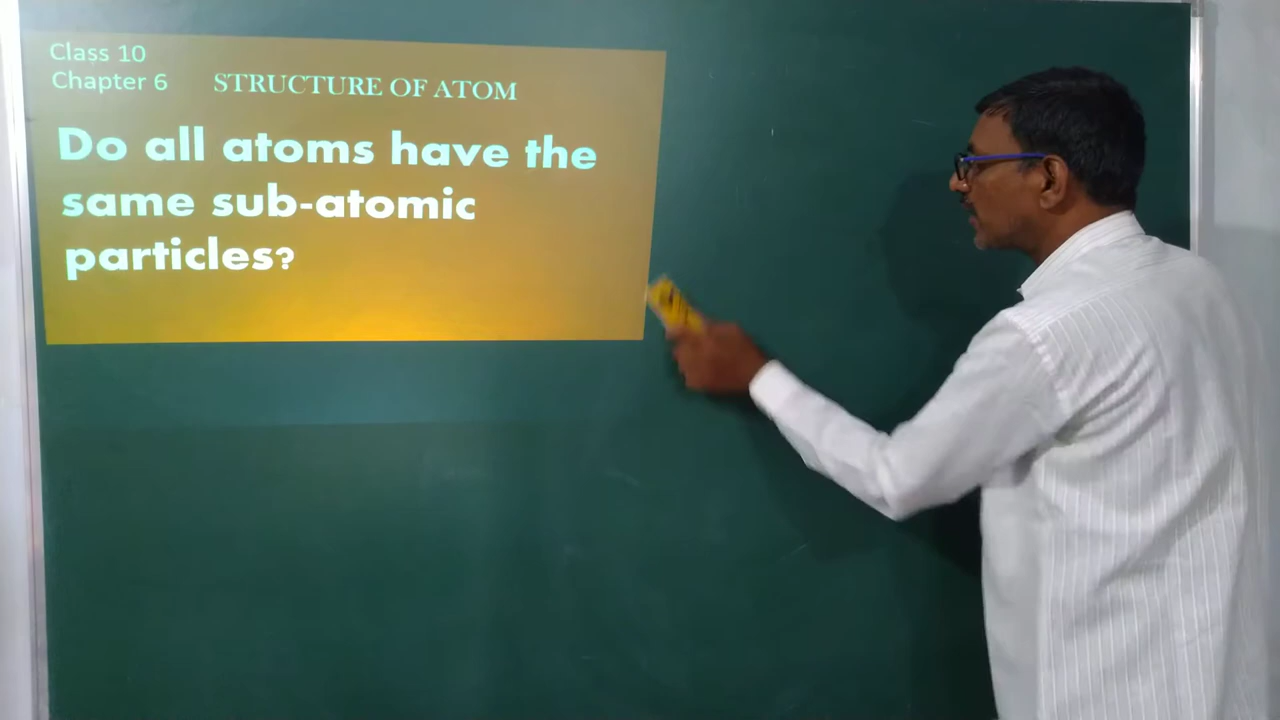 Class 10
Chapter 6 STRUCTURE OF ATOM
Do all atoms have the
same sub-atomic
particles?